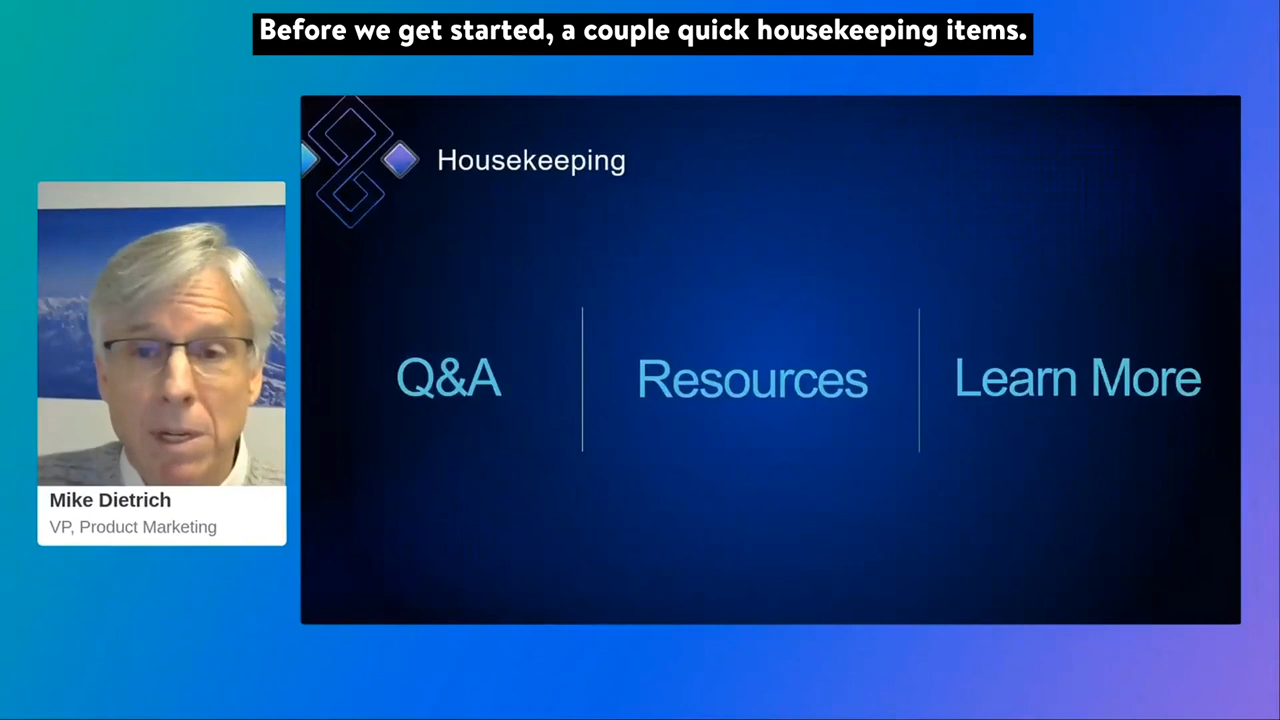 Before we get started, a couple quick housekeeping items.
Housekeeping
Q&A
Resources
Learn More
Mike Dietrich
VP, Product Marketing